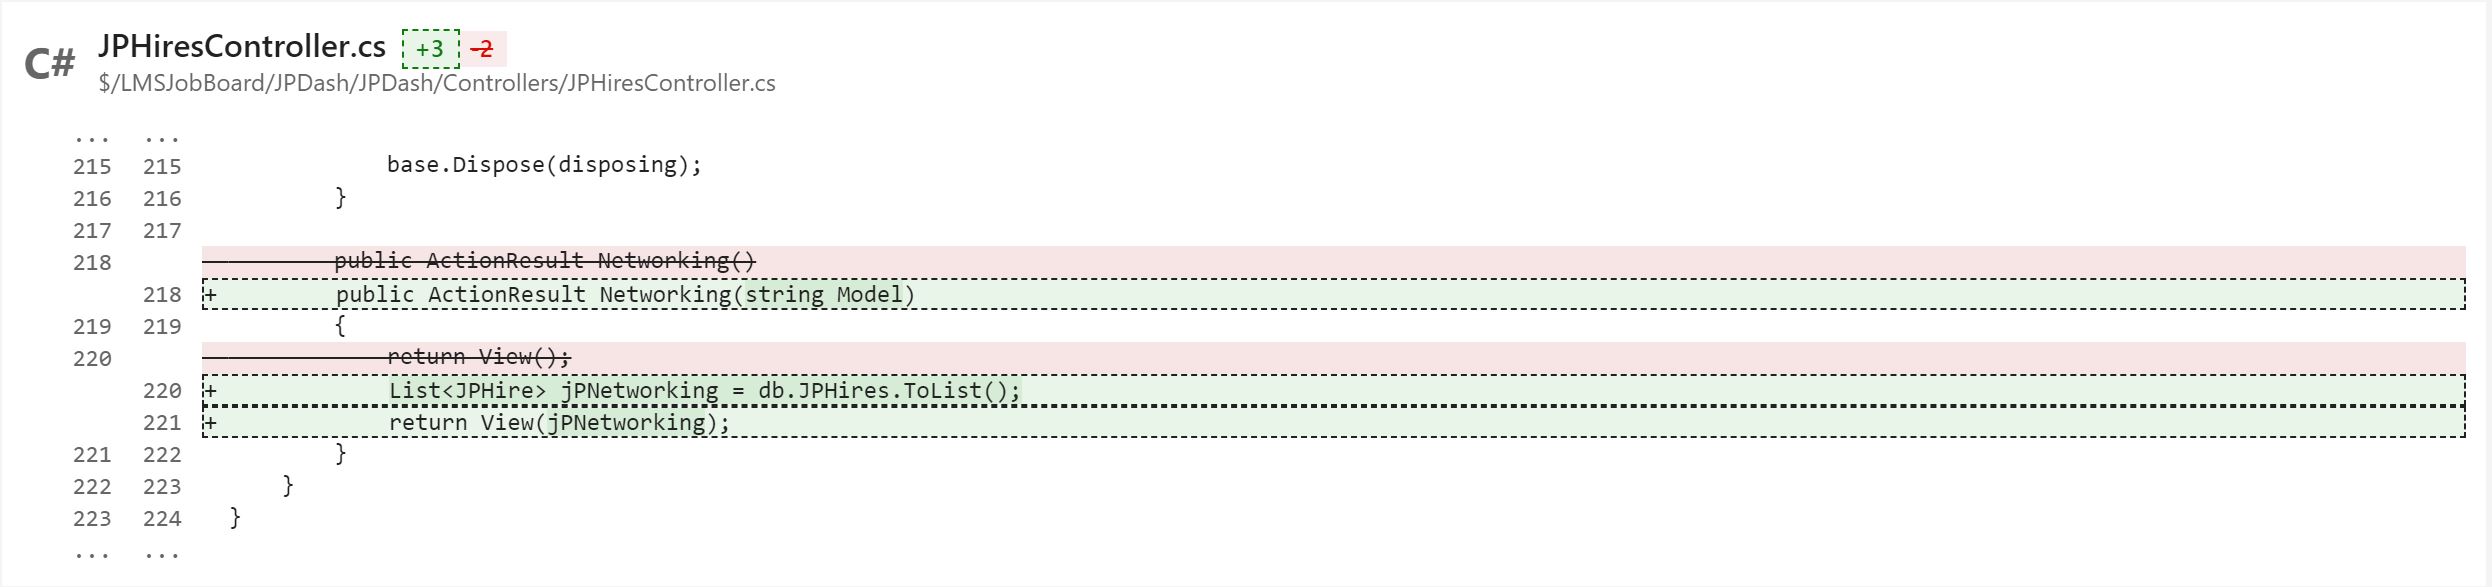 C# JPHiresController.cs +3 -2
$/LMSJobBoard/JPDash/JPDash/Controllers/JPHiresController.cs
... ...
215 215             base.Dispose(disposing);
216 216         }
217 217
218         public ActionResult Networking()
218 +         public ActionResult Networking(string Model)
219 219         {
220             return View();
220 +             List<JPHire> jPNetworking = db.JPHires.ToList();
221 +             return View(jPNetworking);
221 222         }
222 223     }
223 224 }
... ...